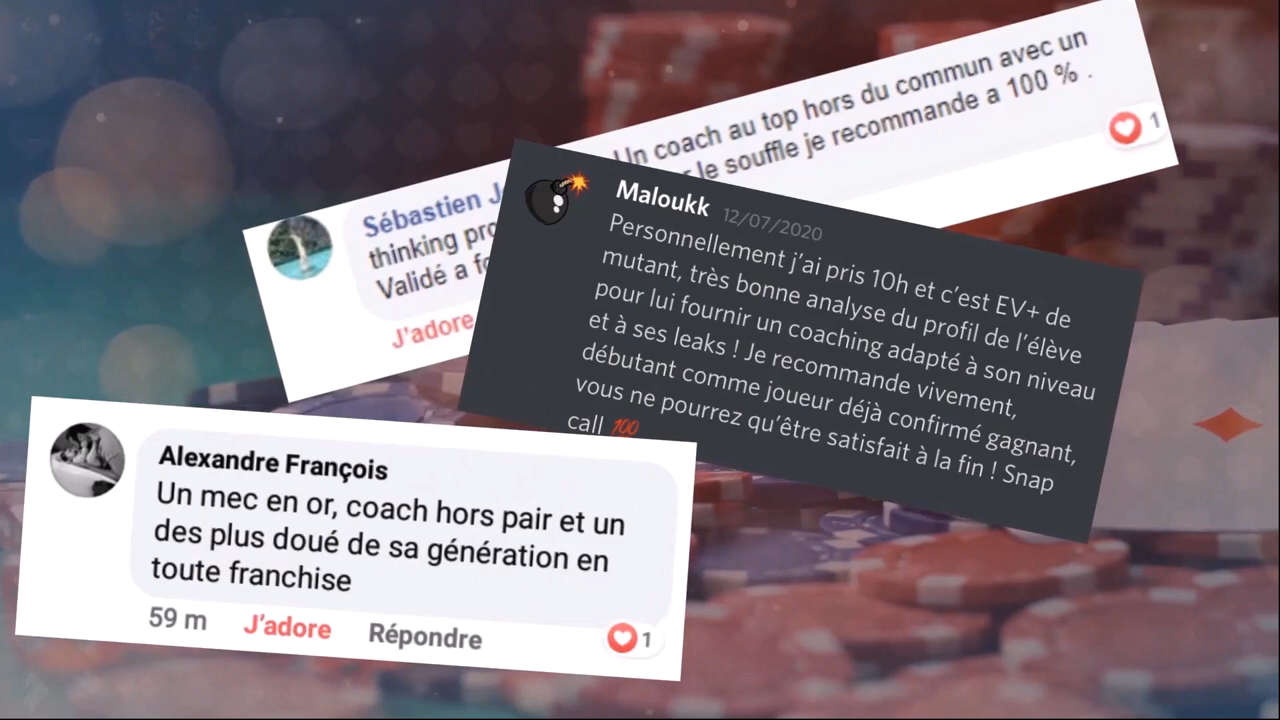 Sébastien
Un coach au top hors du commun avec un
thinking
le souffle je recommande a 100 % .
Validé a
J'adore
1
Maloukk 12/07/2020
Personnellement j'ai pris 10h et c'est EV+ de
mutant, très bonne analyse du profil de l'élève
pour lui fournir un coaching adapté à son niveau
et à ses leaks ! Je recommande vivement,
débutant comme joueur déjà confirmé gagnant,
vous ne pourrez qu'être satisfait à la fin ! Snap
call 💯
Alexandre François
Un mec en or, coach hors pair et un
des plus doué de sa génération en
toute franchise
59 m J'adore Répondre 1